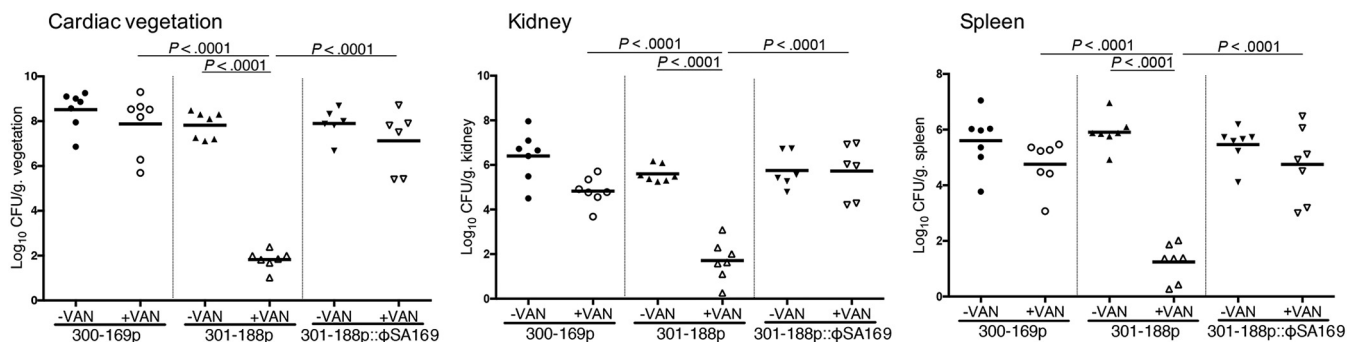 Cardiac vegetation
P < .0001
P < .0001
P < .0001
10
8
6
4
2
0
Log10 CFU/g. vegetation
-VAN +VAN -VAN +VAN -VAN +VAN
300-169p 301-188p 301-188p::ϕSA169
Kidney
P < .0001
P < .0001
P < .0001
10
8
6
4
2
0
Log10 CFU/g. kidney
-VAN +VAN -VAN +VAN -VAN +VAN
300-169p 301-188p 301-188p::ϕSA169
Spleen
P < .0001
P < .0001
P < .0001
8
6
4
2
0
Log10 CFU/g. spleen
-VAN +VAN -VAN +VAN -VAN +VAN
300-169p 301-188p 301-188p::ϕSA169